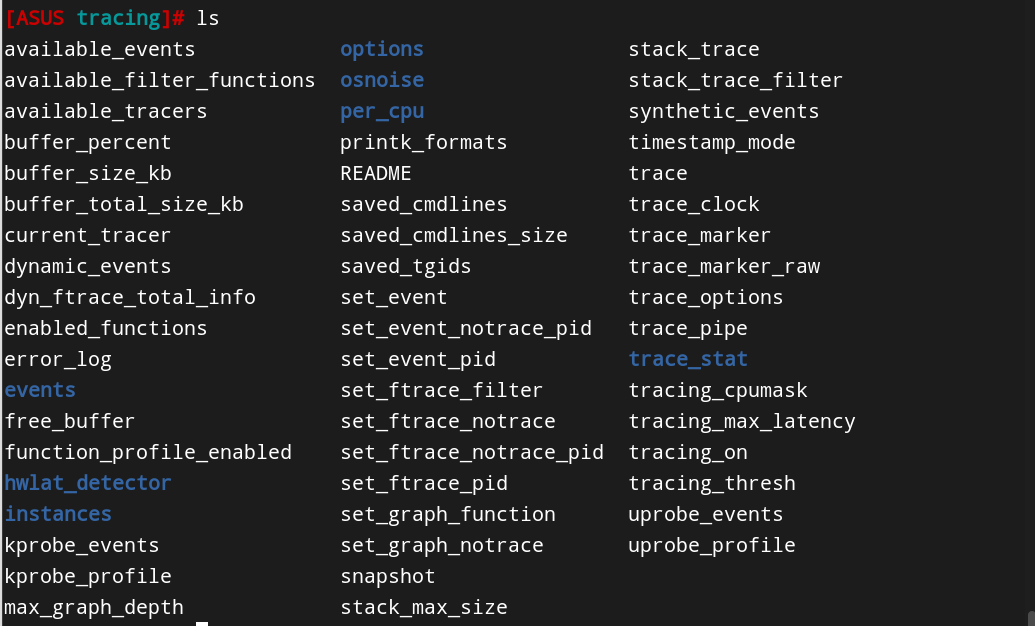 [ASUS tracing]# ls
available_events options stack_trace
available_filter_functions osnoise stack_trace_filter
available_tracers per_cpu synthetic_events
buffer_percent printk_formats timestamp_mode
buffer_size_kb README trace
buffer_total_size_kb saved_cmdlines trace_clock
current_tracer saved_cmdlines_size trace_marker
dynamic_events saved_tgids trace_marker_raw
dyn_ftrace_total_info set_event trace_options
enabled_functions set_event_notrace_pid trace_pipe
error_log set_event_pid trace_stat
events set_ftrace_filter tracing_cpumask
free_buffer set_ftrace_notrace tracing_max_latency
function_profile_enabled set_ftrace_notrace_pid tracing_on
hwlat_detector set_ftrace_pid tracing_thresh
instances set_graph_function uprobe_events
kprobe_events set_graph_notrace uprobe_profile
kprobe_profile snapshot
max_graph_depth stack_max_size